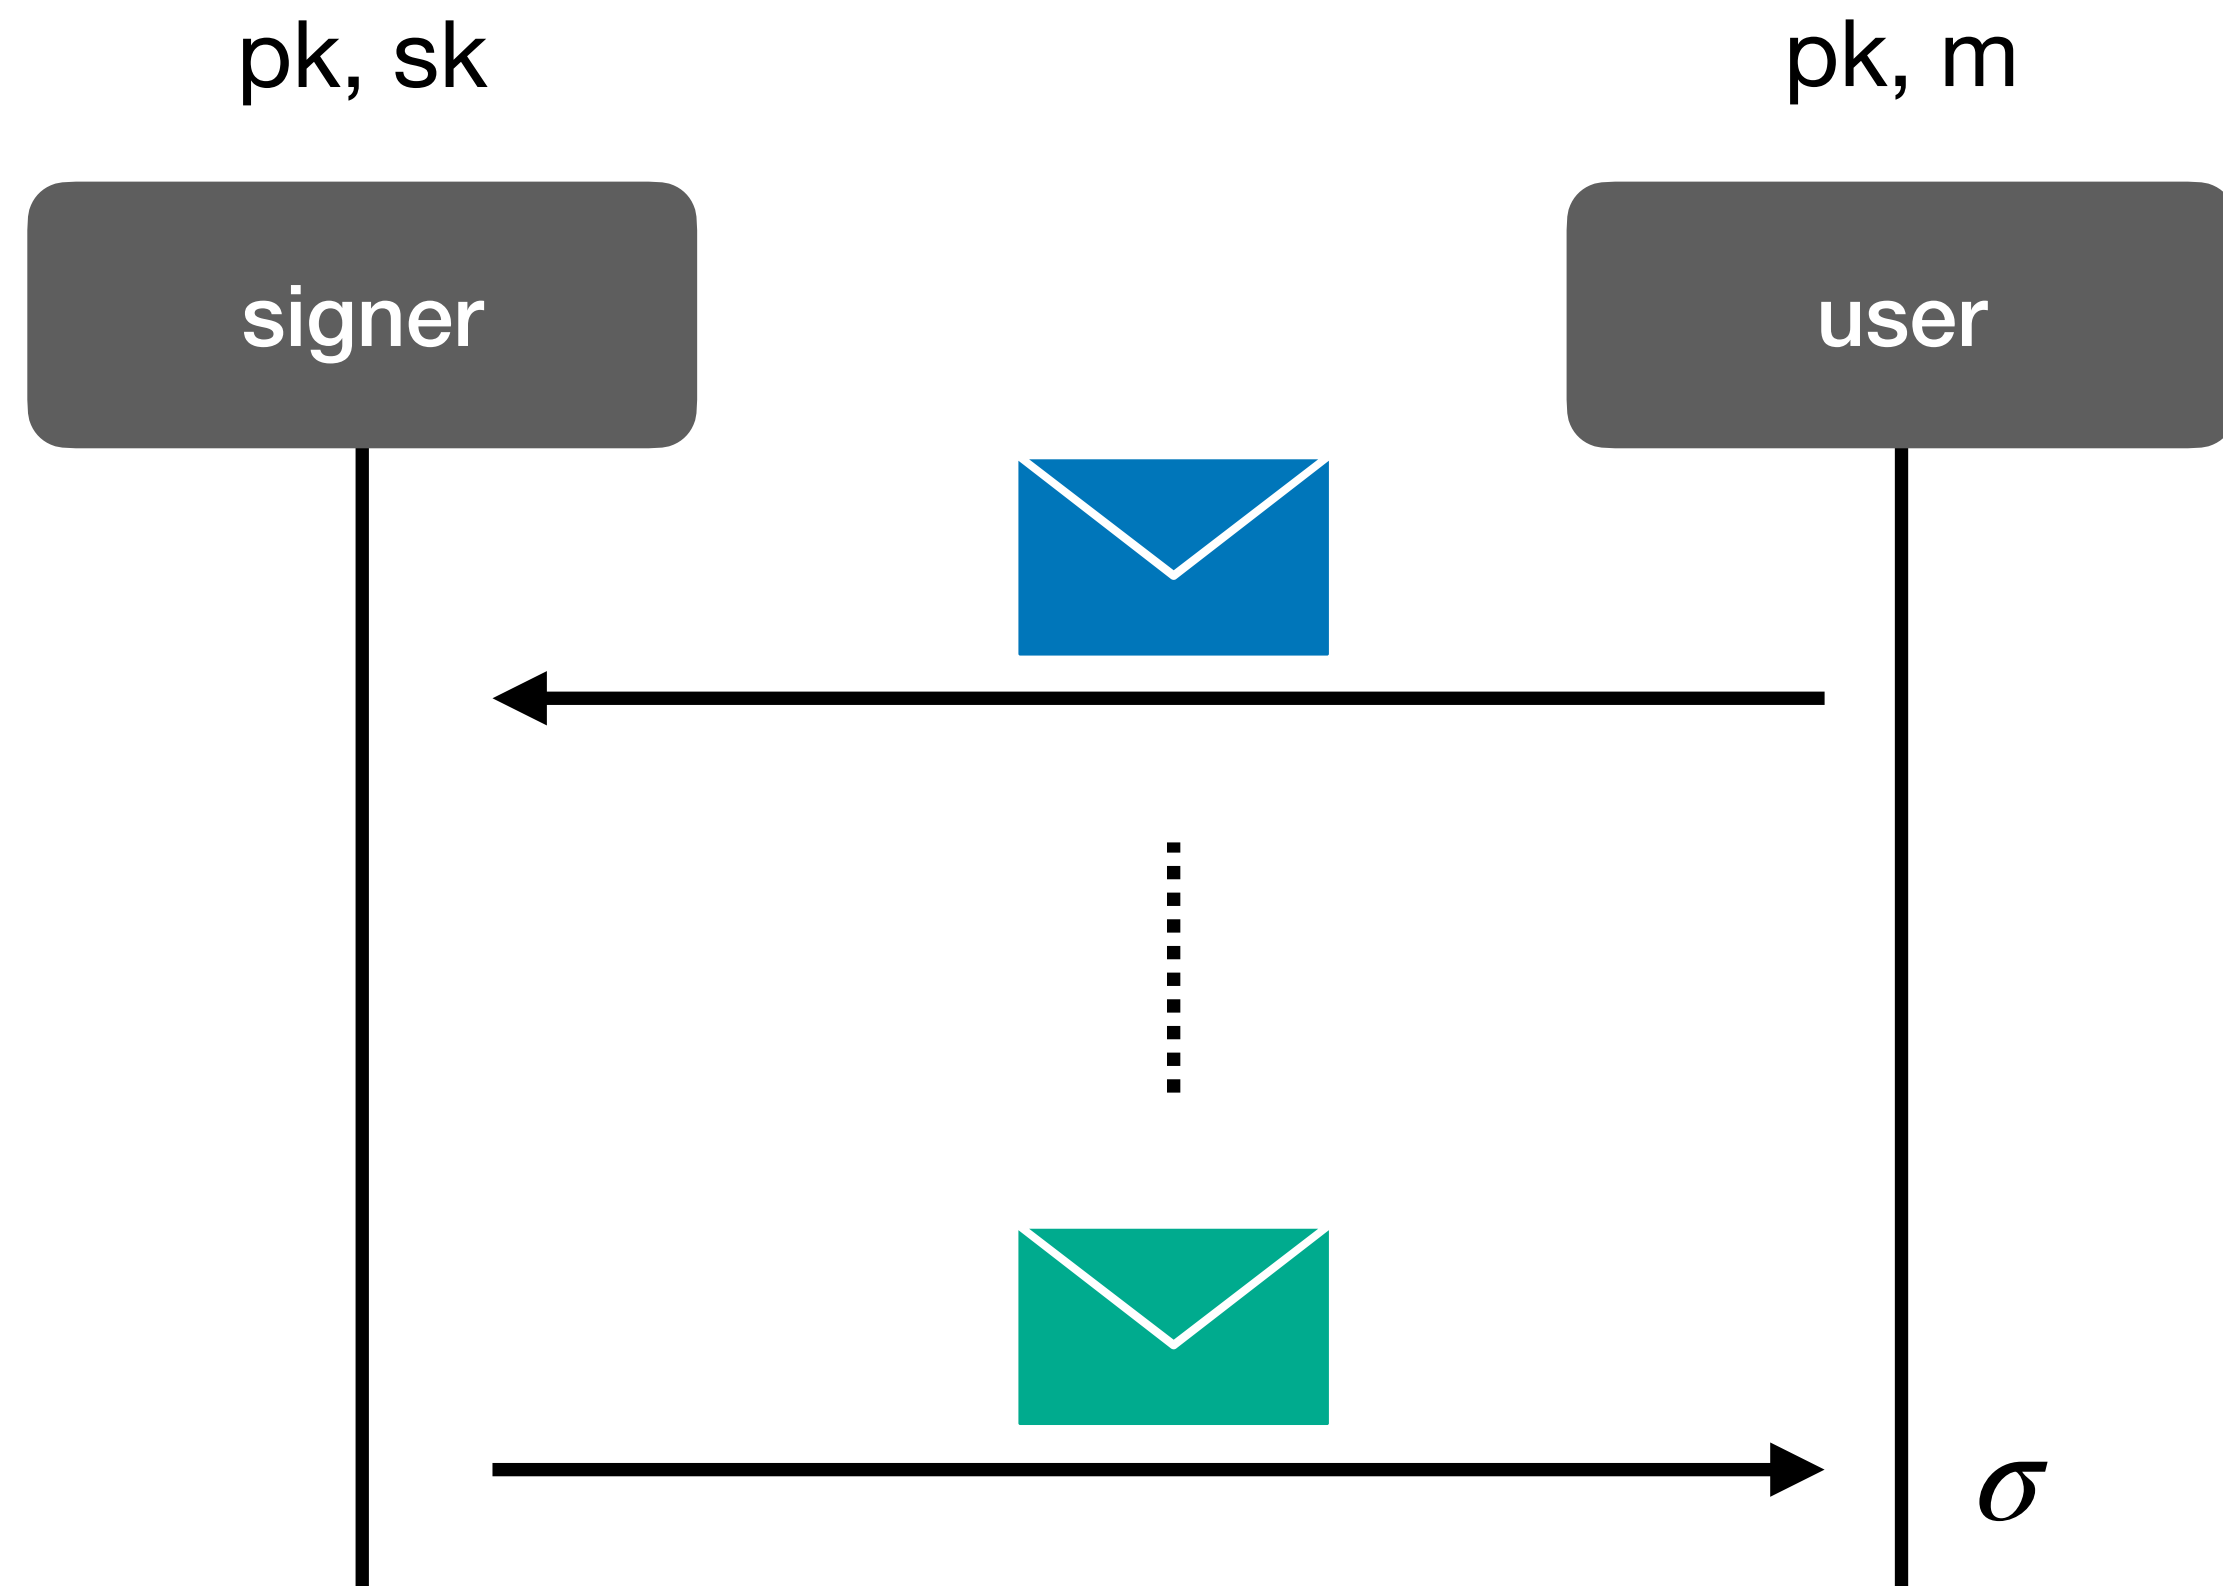 pk, sk
pk, m
signer
user
σ